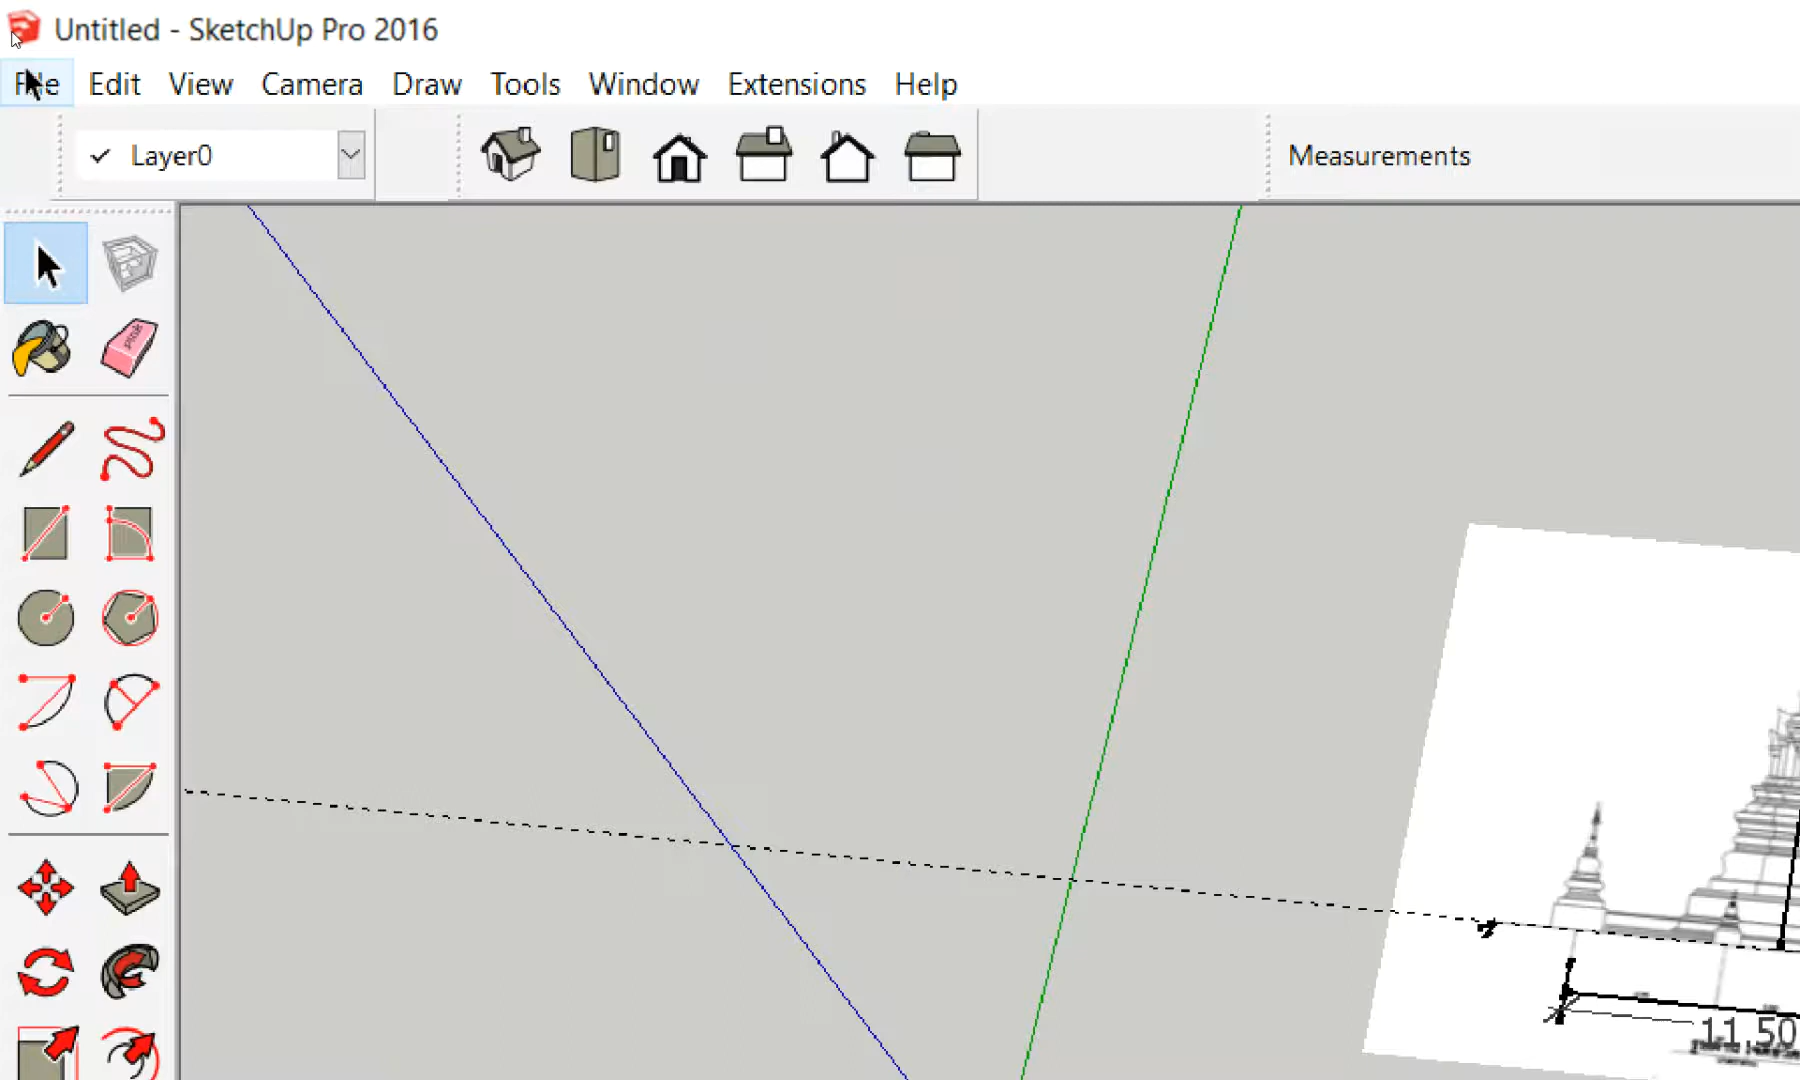 Untitled - SketchUp Pro 2016
File Edit View Camera Draw Tools Window Extensions Help
Layer0
Measurements
11,50